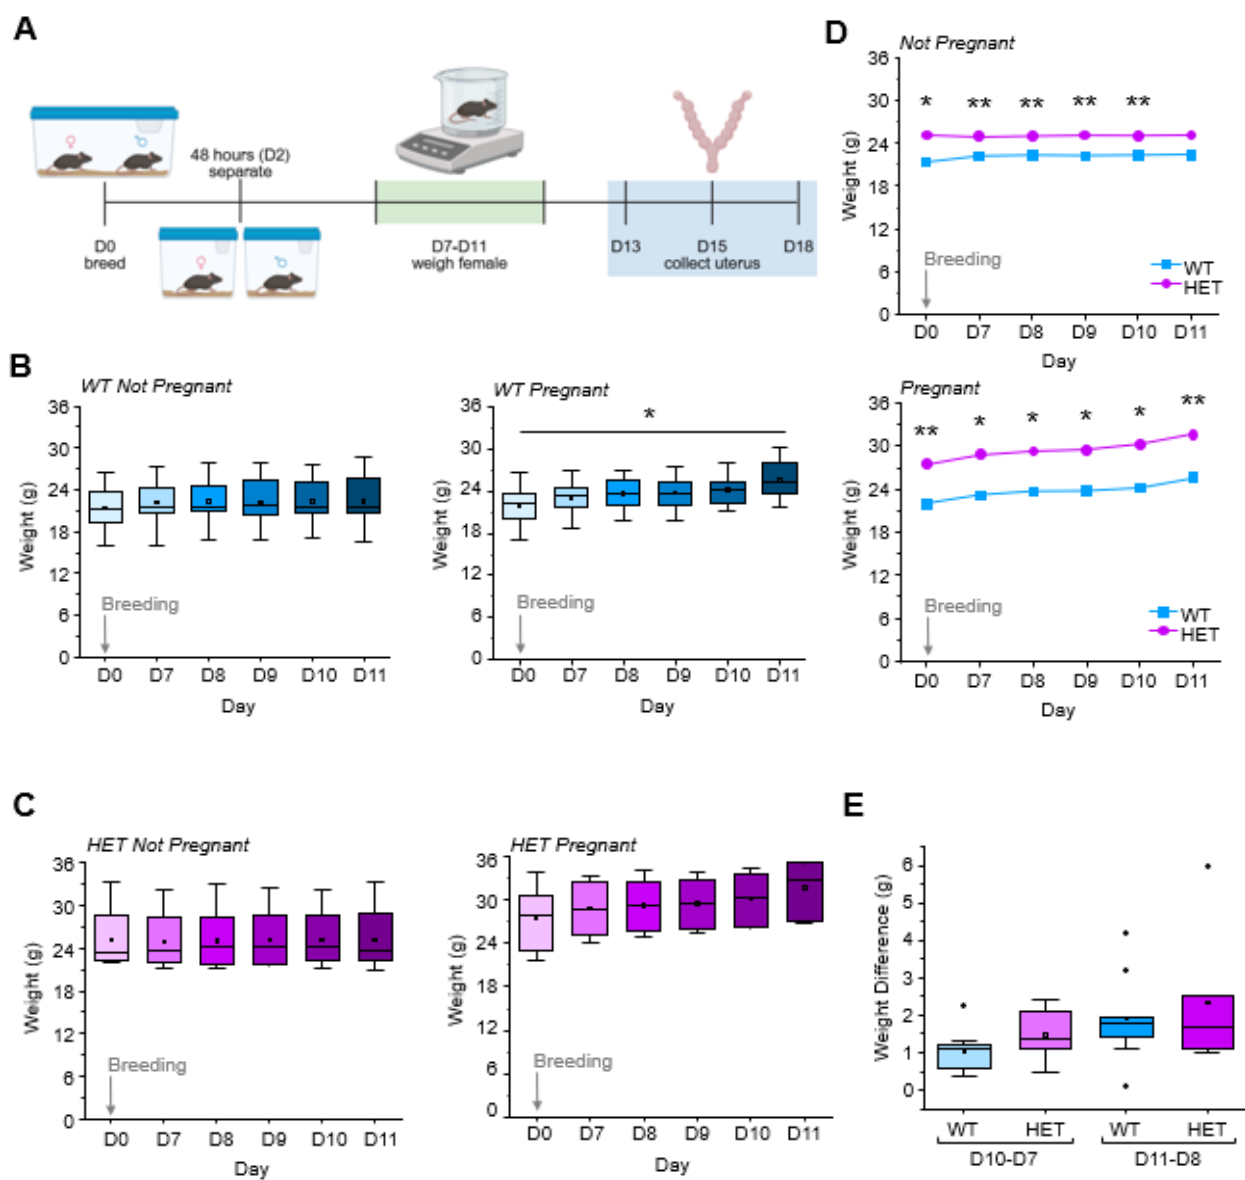 A
48 hours (D2)
separate
D0
breed
D7-D11
weigh female
D13
D15
D18
collect uterus
♀
♂
♀
♂
B
WT Not Pregnant
Weight (g)
36
30
24
18
12
6
0
Breeding
D0 D7 D8 D9 D10 D11
Day
WT Pregnant
*
Weight (g)
36
30
24
18
12
6
0
Breeding
D0 D7 D8 D9 D10 D11
Day
C
HET Not Pregnant
Weight (g)
36
30
24
18
12
6
0
Breeding
D0 D7 D8 D9 D10 D11
Day
HET Pregnant
Weight (g)
36
30
24
18
12
6
0
Breeding
D0 D7 D8 D9 D10 D11
Day
D
Not Pregnant
Weight (g)
36
30
24
18
12
6
0
* ** ** ** **
Breeding
WT
HET
D0 D7 D8 D9 D10 D11
Day
Pregnant
Weight (g)
36
30
24
18
12
6
0
** * * * * **
Breeding
WT
HET
D0 D7 D8 D9 D10 D11
Day
E
Weight Difference (g)
6
5
4
3
2
1
0
WT HET WT HET
D10-D7 D11-D8